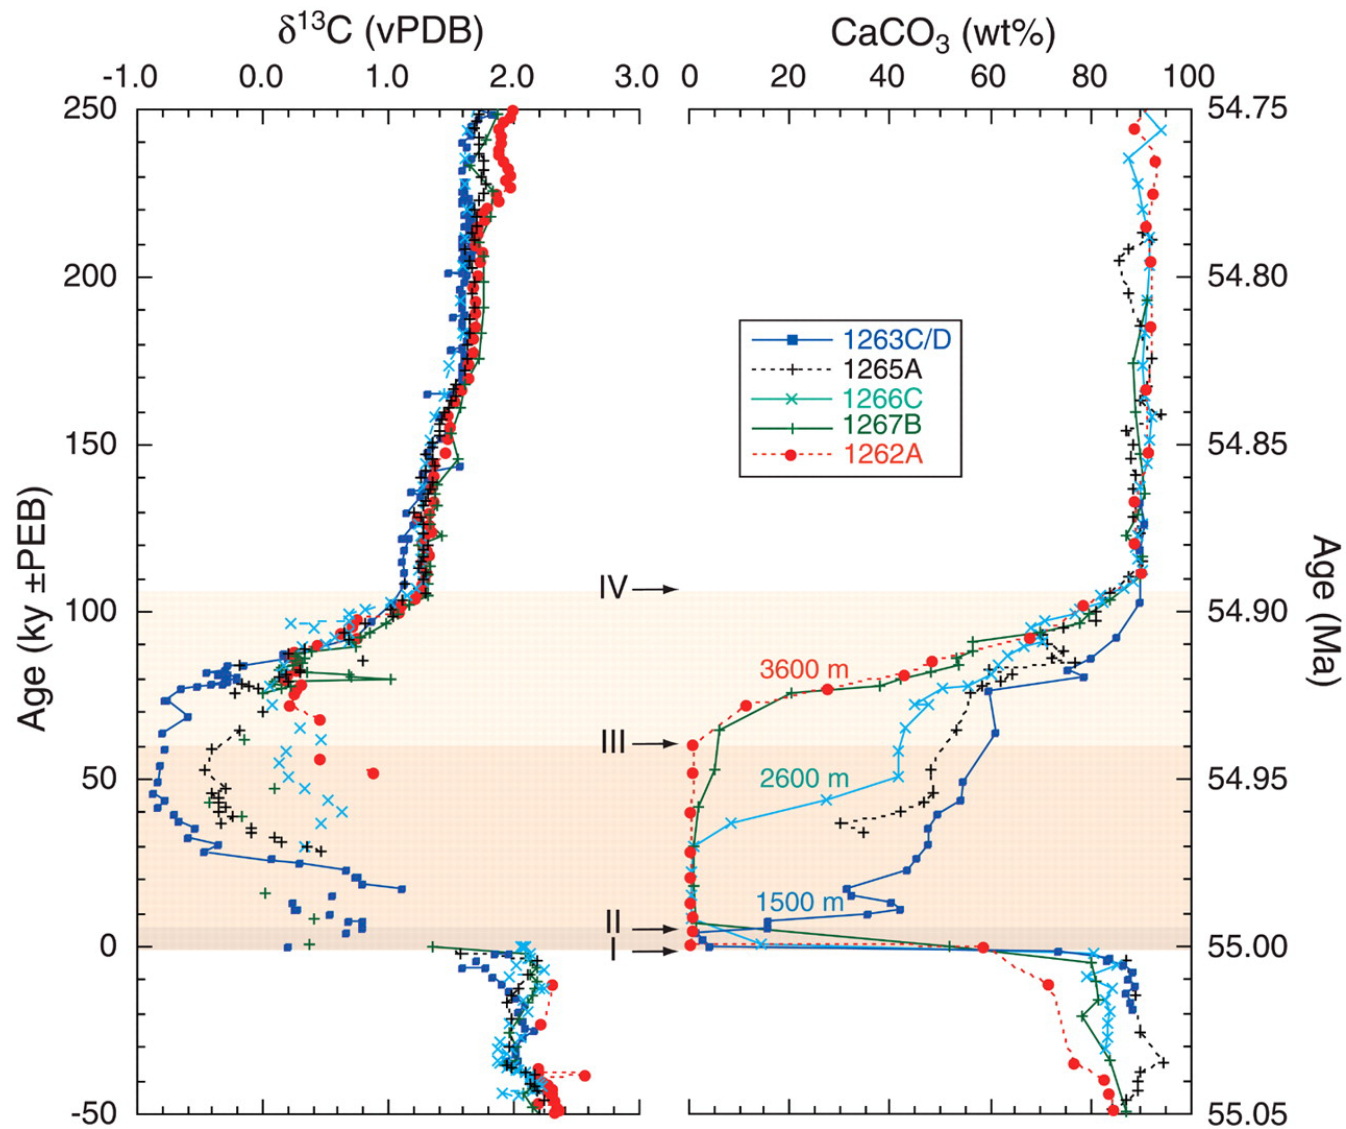 δ13C (vPDB)
CaCO3 (wt%)
-1.0 0.0 1.0 2.0 3.0
0 20 40 60 80 100
250
200
150
100
50
0
-50
Age (ky ±PEB)
54.75
54.80
54.85
54.90
54.95
55.00
55.05
Age (Ma)
1263C/D
1265A
1266C
1267B
1262A
IV
III
II
I
3600 m
2600 m
1500 m